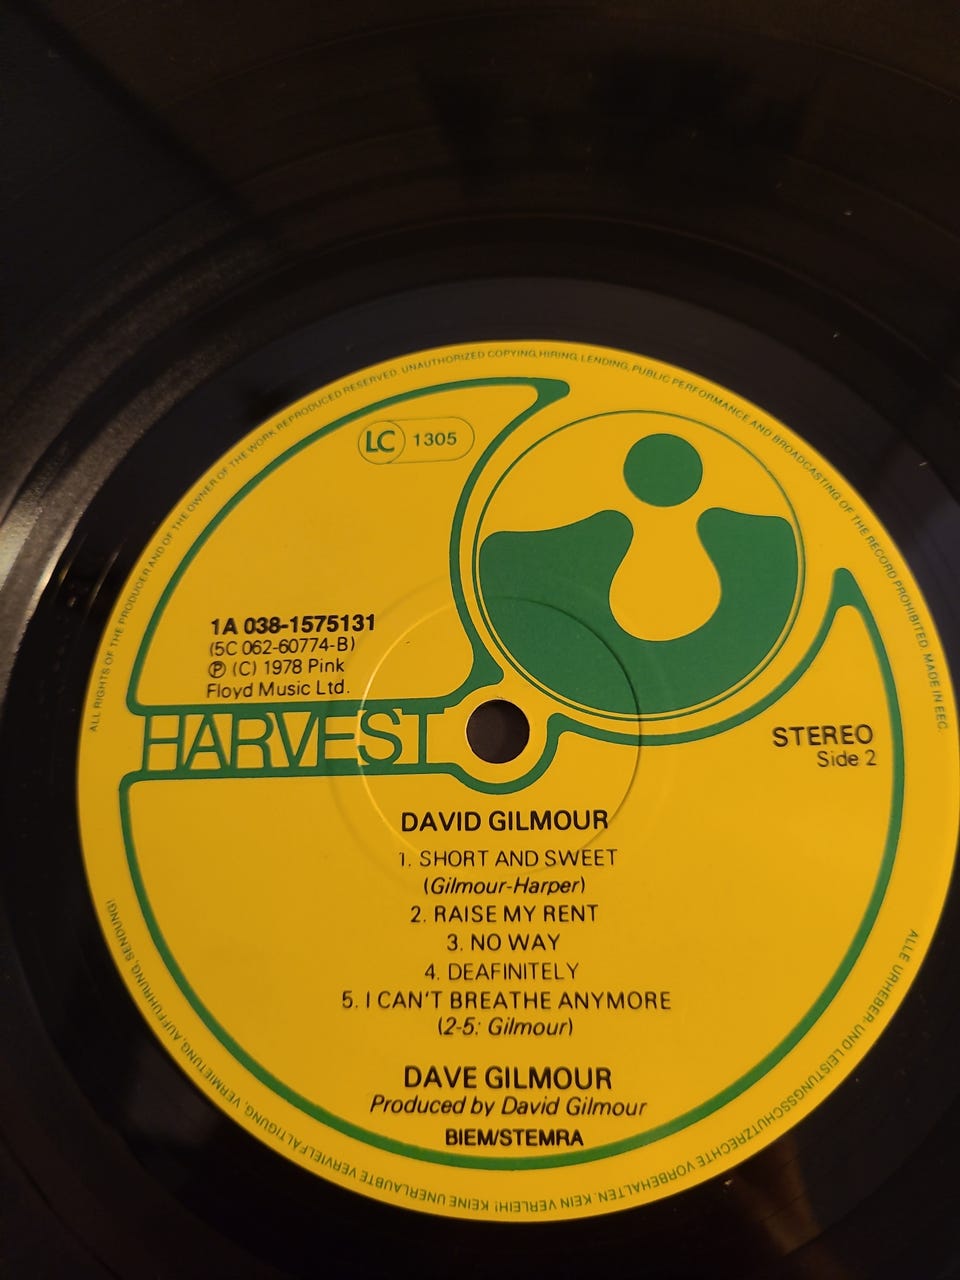 ALL RIGHTS OF THE PRODUCER AND OF THE OWNER OF THE WORK REPRODUCED RESERVED. UNAUTHORIZED COPYING, HIRING, LENDING, PUBLIC PERFORMANCE AND BROADCASTING OF THE RECORD PROHIBITED. MADE IN EEC.
LC 1305
1A 038-1575131
(5C 062-60774-B)
℗ (C) 1978 Pink
Floyd Music Ltd.
HARVEST
STEREO
Side 2
DAVID GILMOUR
1. SHORT AND SWEET
(Gilmour-Harper)
2. RAISE MY RENT
3. NO WAY
4. DEAFINITELY
5. I CAN'T BREATHE ANYMORE
(2-5: Gilmour)
DAVE GILMOUR
Produced by David Gilmour
BIEM/STEMRA
ALLE URHEBER- UND LEISTUNGSSCHUTZRECHTE VORBEHALTEN. KEIN VERLEIH! KEINE UNERLAUBTE VERVIELFÄLTIGUNG, VERMIETUNG, AUFFÜHRUNG, SENDUNG!